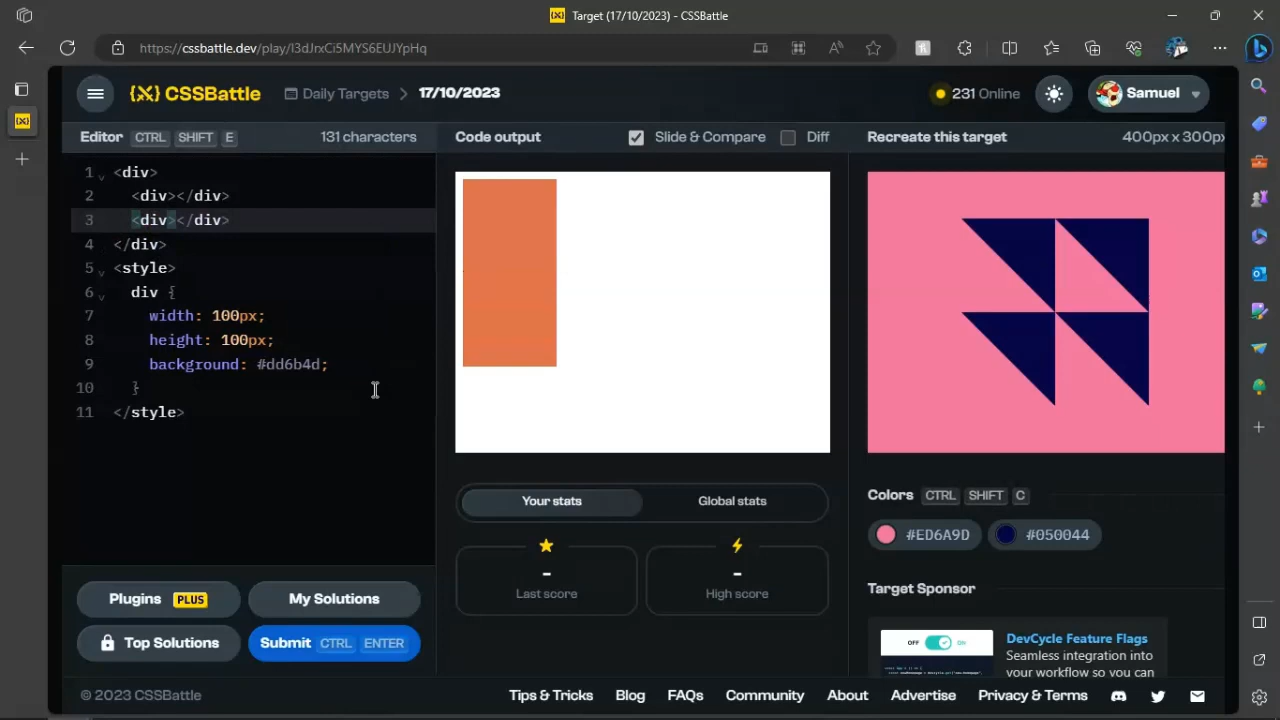 Target (17/10/2023) - CSSBattle
https://cssbattle.dev/play/I3dJnxCi5MYS6EUJYpHq
{X} CSSBattle
Daily Targets > 17/10/2023
231 Online
Samuel
Editor CTRL SHIFT E
131 characters
Code output
Slide & Compare
Diff
Recreate this target
400px x 300px
1 <div>
2 <div></div>
3 <div></div>
4 </div>
5 <style>
6 div {
7 width: 100px;
8 height: 100px;
9 background: #dd6b4d;
10 }
11 </style>
Your stats
Global stats
-
Last score
-
High score
Colors CTRL SHIFT C
#ED6A9D
#050044
Target Sponsor
OFF ON
DevCycle Feature Flags
Seamless integration into
your workflow so you can
Plugins PLUS
My Solutions
Top Solutions
Submit CTRL ENTER
© 2023 CSSBattle
Tips & Tricks
Blog
FAQs
Community
About
Advertise
Privacy & Terms